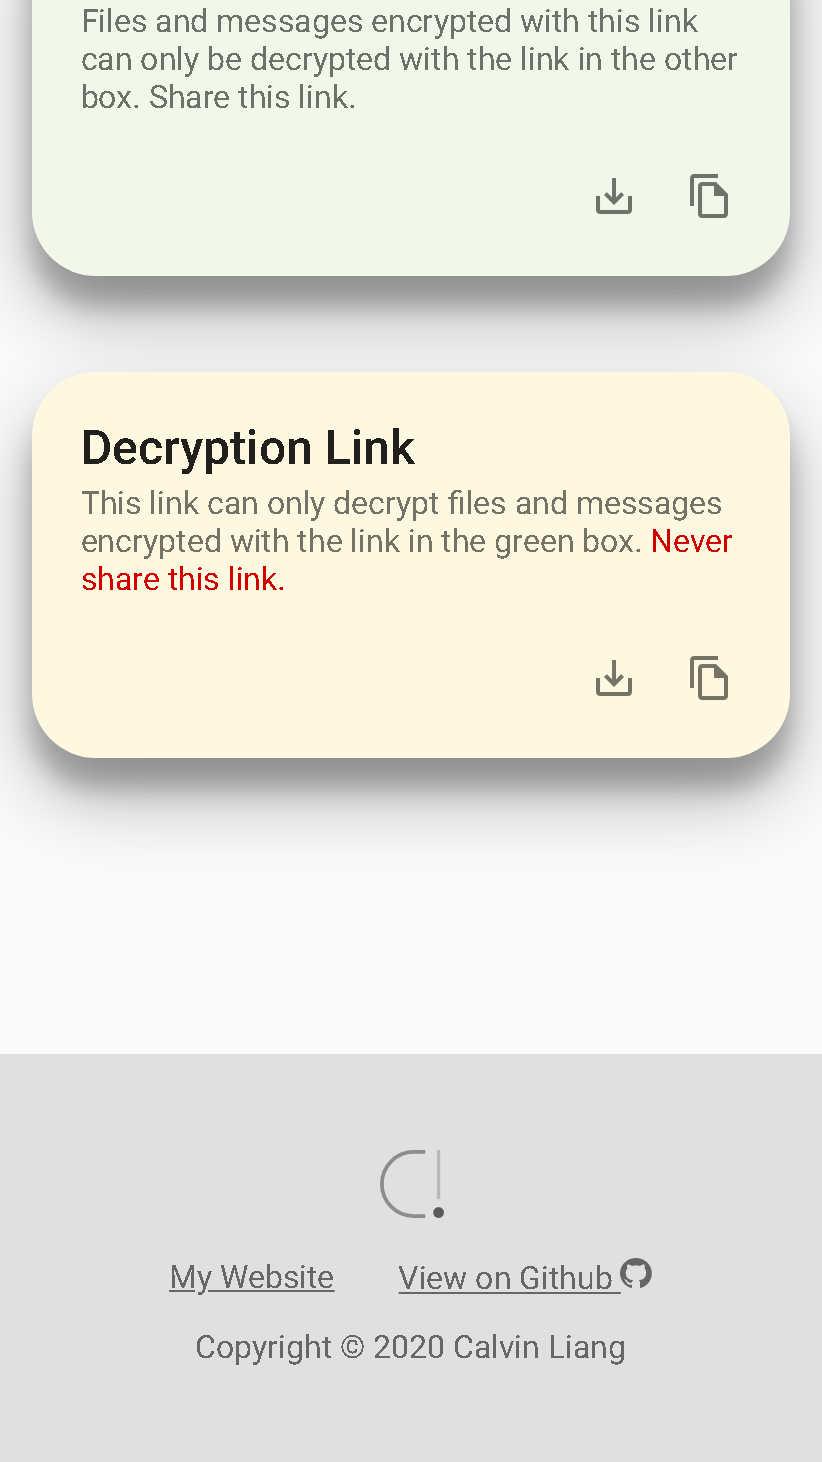 Files and messages encrypted with this link
can only be decrypted with the link in the other
box. Share this link.
Decryption Link
This link can only decrypt files and messages
encrypted with the link in the green box. Never
share this link.
C!
My Website View on Github
Copyright © 2020 Calvin Liang